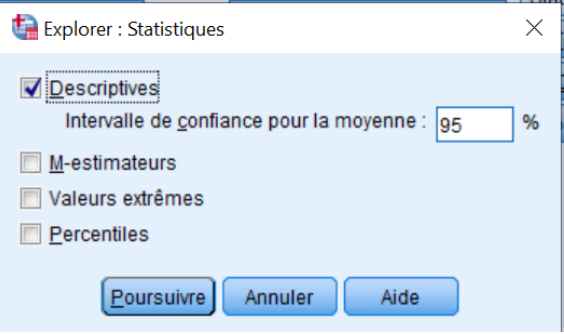 Explorer : Statistiques
Descriptives
Intervalle de confiance pour la moyenne : 95 %
M-estimateurs
Valeurs extrêmes
Percentiles
Poursuivre Annuler Aide